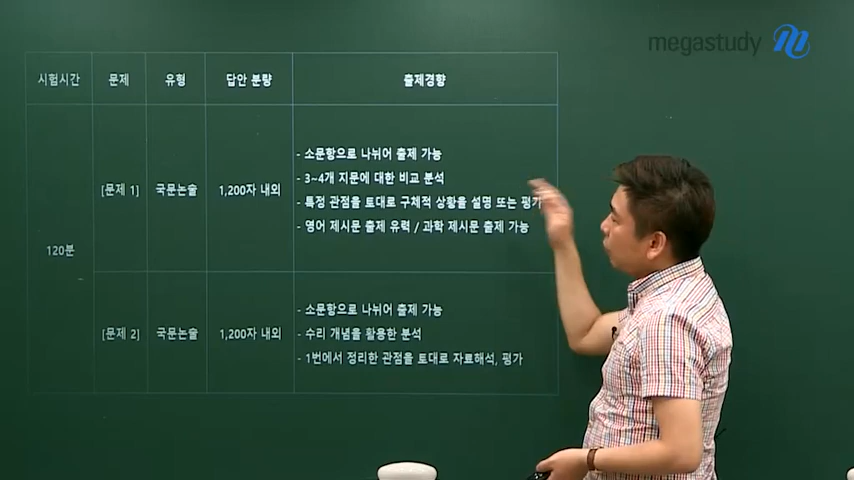 megastudy
시험시간 문제 유형 답안 분량 출제경향
120분
[문제 1] 국문논술 1,200자 내외
- 소문항으로 나뉘어 출제 가능
- 3~4개 지문에 대한 비교 분석
- 특정 관점을 토대로 구체적 상황을 설명 또는 평가
- 영어 제시문 출제 유력 / 과학 제시문 출제 가능
[문제 2] 국문논술 1,200자 내외
- 소문항으로 나뉘어 출제 가능
- 수리 개념을 활용한 분석
- 1번에서 정리한 관점을 토대로 자료해석, 평가